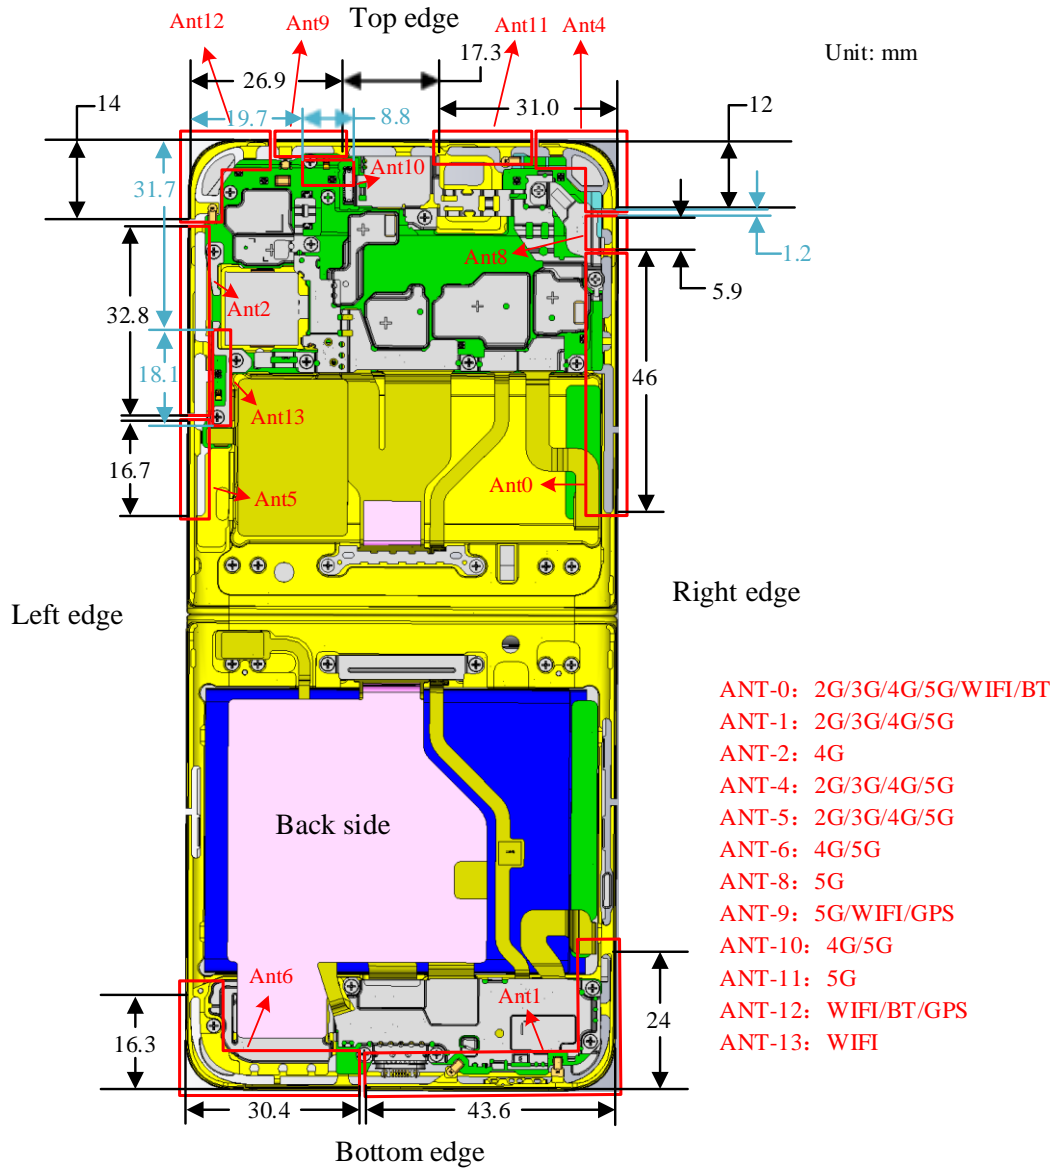 Top edge
Ant12
Ant9
Ant11
Ant4
Unit: mm
17.3
26.9
31.0
14
19.7
8.8
12
Ant10
31.7
Ant8
1.2
5.9
Ant2
32.8
18.1
46
Ant13
16.7
Ant5
Ant0
Left edge
Right edge
ANT-0：2G/3G/4G/5G/WIFI/BT
ANT-1：2G/3G/4G/5G
ANT-2：4G
ANT-4：2G/3G/4G/5G
ANT-5：2G/3G/4G/5G
ANT-6：4G/5G
ANT-8：5G
ANT-9：5G/WIFI/GPS
ANT-10：4G/5G
ANT-11：5G
ANT-12：WIFI/BT/GPS
ANT-13：WIFI
Back side
Ant6
Ant1
16.3
24
30.4
43.6
Bottom edge